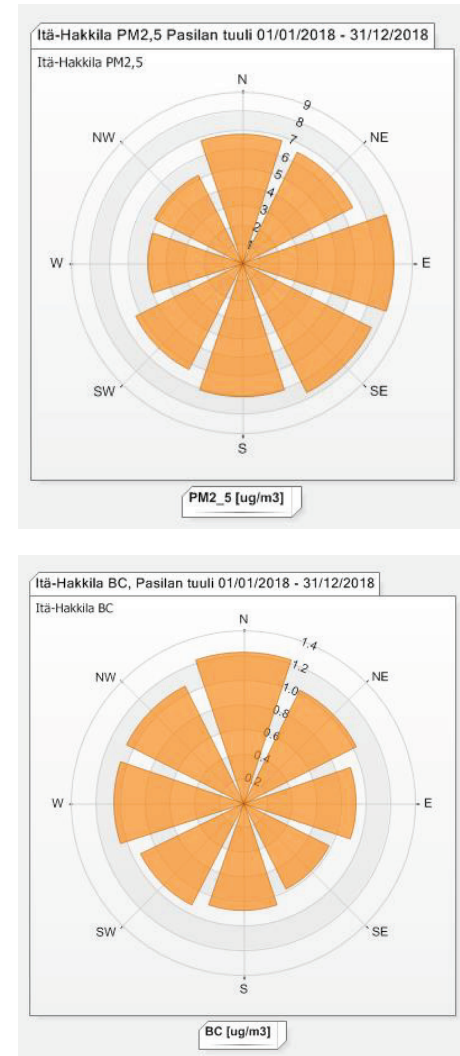 Itä-Hakkila PM2,5 Pasilan tuuli 01/01/2018 - 31/12/2018
Itä-Hakkila PM2,5
N
9
8
7
6
5
4
3
2
1
NW
NE
W
E
SW
SE
S
PM2_5 [ug/m3]
Itä-Hakkila BC, Pasilan tuuli 01/01/2018 - 31/12/2018
Itä-Hakkila BC
N
1.4
1.2
1.0
0.8
0.6
0.4
0.2
NW
NE
W
E
SW
SE
S
BC [ug/m3]